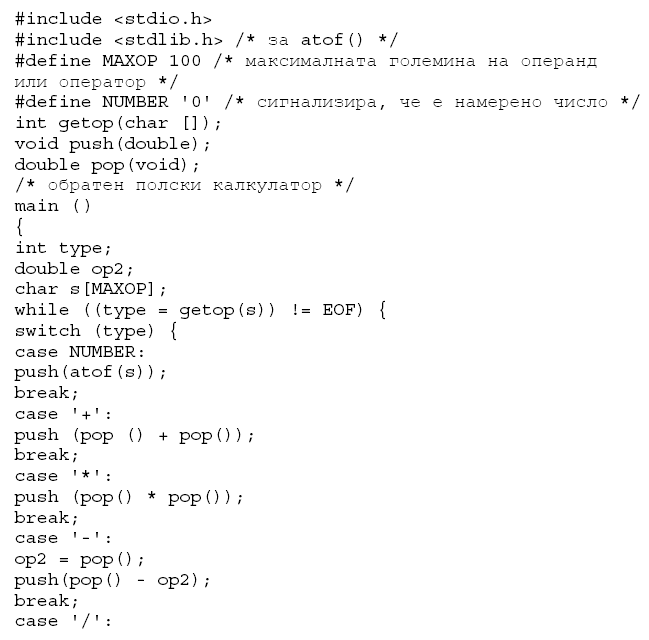 #include <stdio.h>
#include <stdlib.h> /* за atof() */
#define MAXOP 100 /* максималната големина на операнд
или оператор */
#define NUMBER '0' /* сигнализира, че е намерено число */
int getop(char []);
void push(double);
double pop(void);
/* обратен полски калкулатор */
main ()
{
int type;
double op2;
char s[MAXOP];
while ((type = getop(s)) != EOF) {
switch (type) {
case NUMBER:
push(atof(s));
break;
case '+':
push (pop () + pop());
break;
case '*':
push (pop() * pop());
break;
case '-':
op2 = pop();
push(pop() - op2);
break;
case '/':